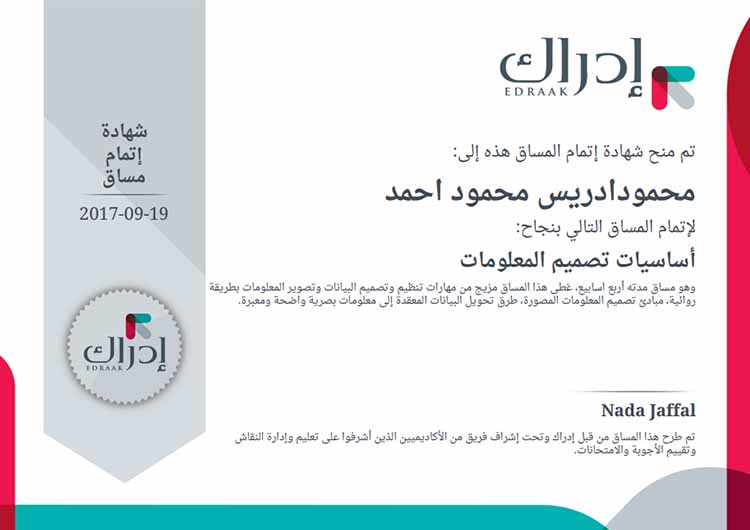 إدراك
EDRAAK
شهادة
إتمام
مساق
2017-09-19
إدراك
EDRAAK
تم منح شهادة إتمام المساق هذه إلى:
محمودادريس محمود احمد
لإتمام المساق التالي بنجاح:
أساسيات تصميم المعلومات
وهو مساق مدته أربع اسابيع، غطى هذا المساق مزيج من مهارات تنظيم وتصميم البيانات وتصوير المعلومات بطريقة
روائية، مبادئ تصميم المعلومات المصورة، طرق تحويل البيانات المعقدة إلى معلومات بصرية واضحة ومعبرة.
Nada Jaffal
تم طرح هذا المساق من قبل إدراك وتحت إشراف فريق من الأكاديميين الذين أشرفوا على تعليم وإدارة النقاش
وتقييم الأجوبة والامتحانات.